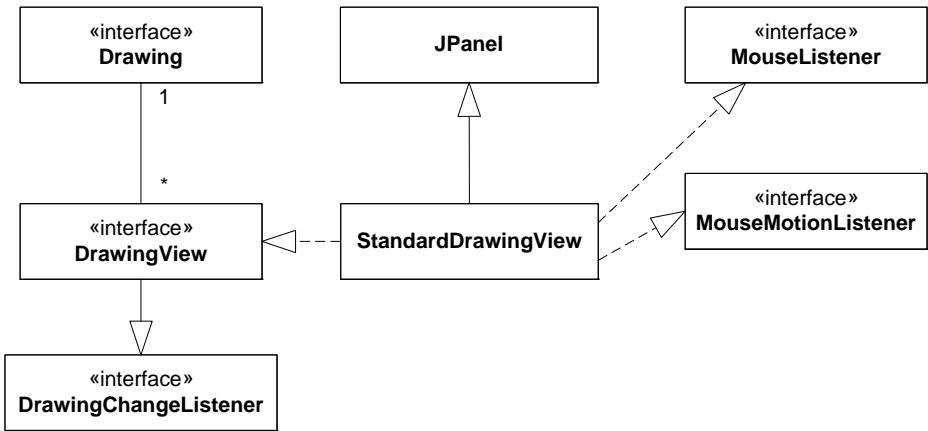 «interface»
Drawing
JPanel
«interface»
MouseListener
1
*
«interface»
DrawingView
StandardDrawingView
«interface»
MouseMotionListener
«interface»
DrawingChangeListener